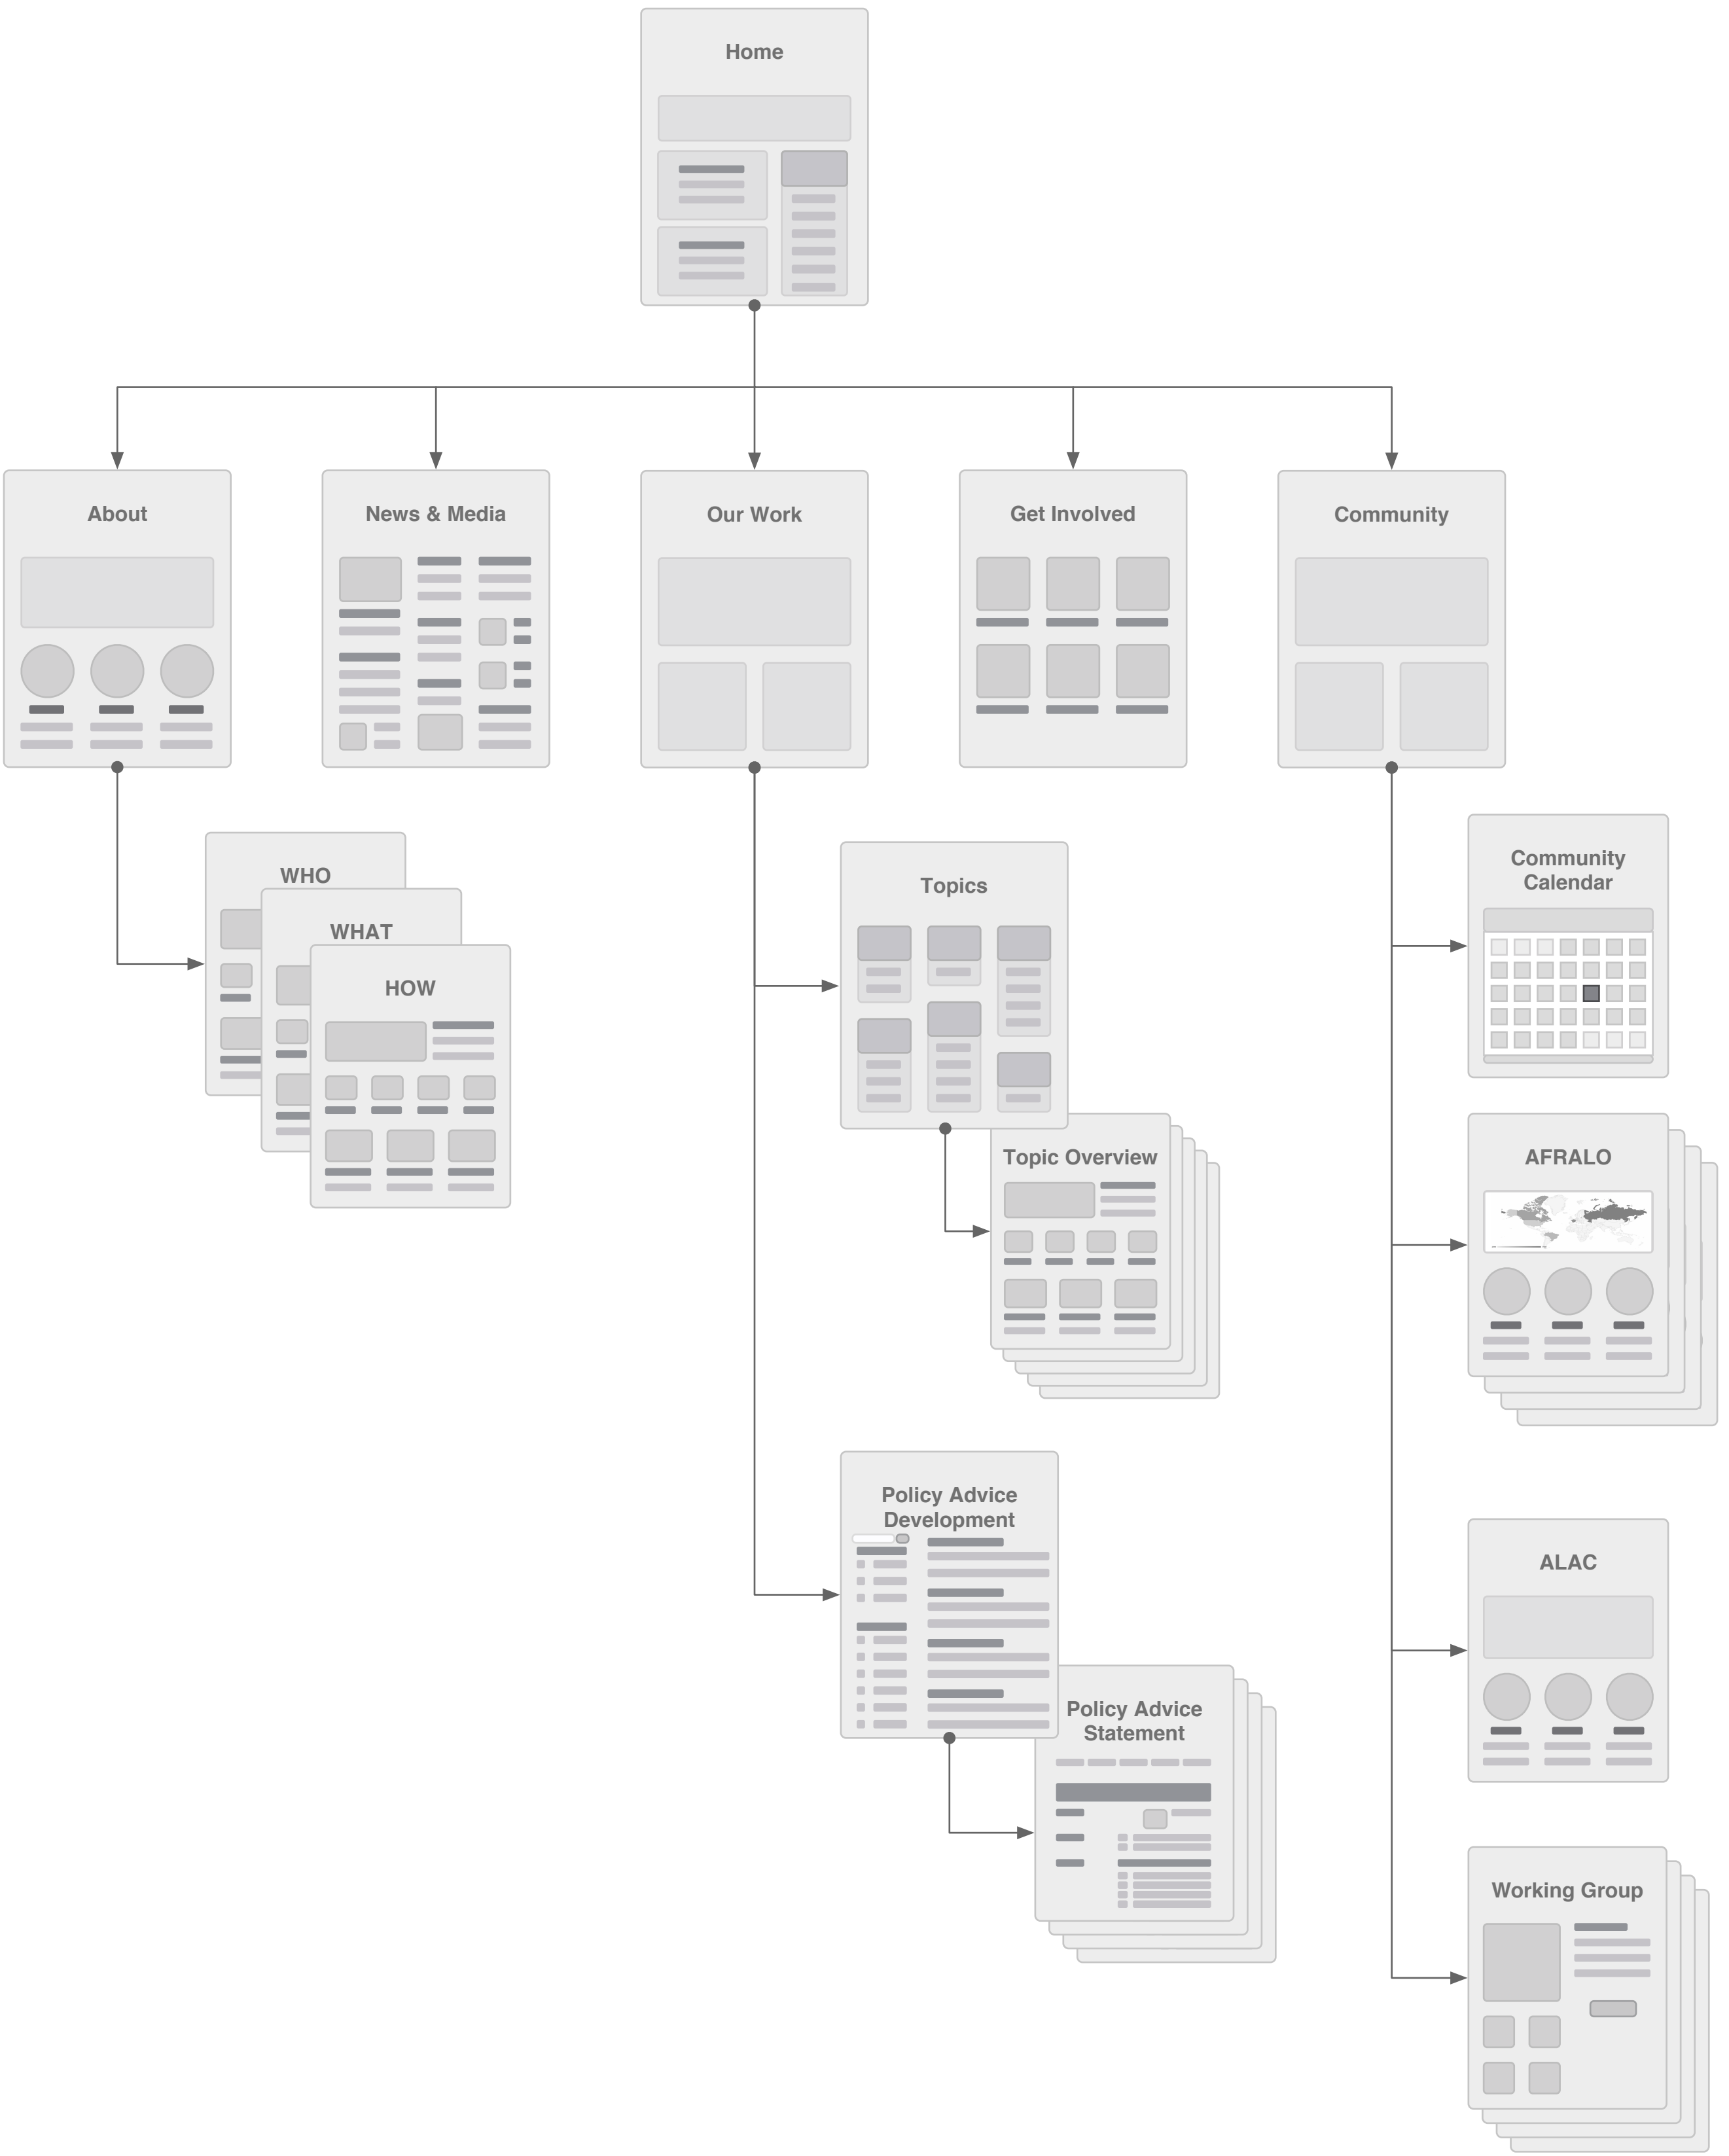 Home
About
News & Media
Our Work
Get Involved
Community
WHO
WHAT
HOW
Topics
Topic Overview
Policy Advice
Development
Policy Advice
Statement
Community
Calendar
AFRALO
ALAC
Working Group